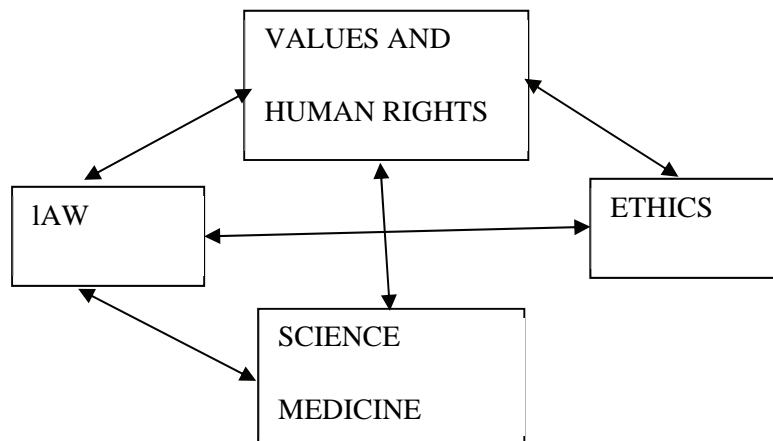 VALUES AND
HUMAN RIGHTS
lAW
ETHICS
SCIENCE
MEDICINE